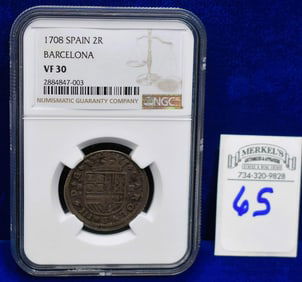 1708 SPAIN 2R
BARCELONA
VF 30
2884847-003
NUMISMATIC GUARANTY COMPANY
NGC
MERKEL'S
734-320-9828
65